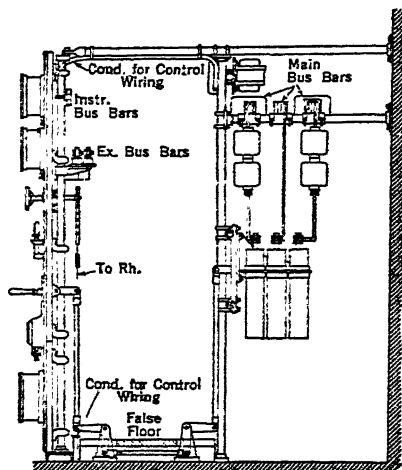 Main
Bus Bars
Cond. for Control
Wiring
Instr.
Bus Bars
Ex. Bus Bars
To Rh.
Cond. for Control
Wiring
False
Floor